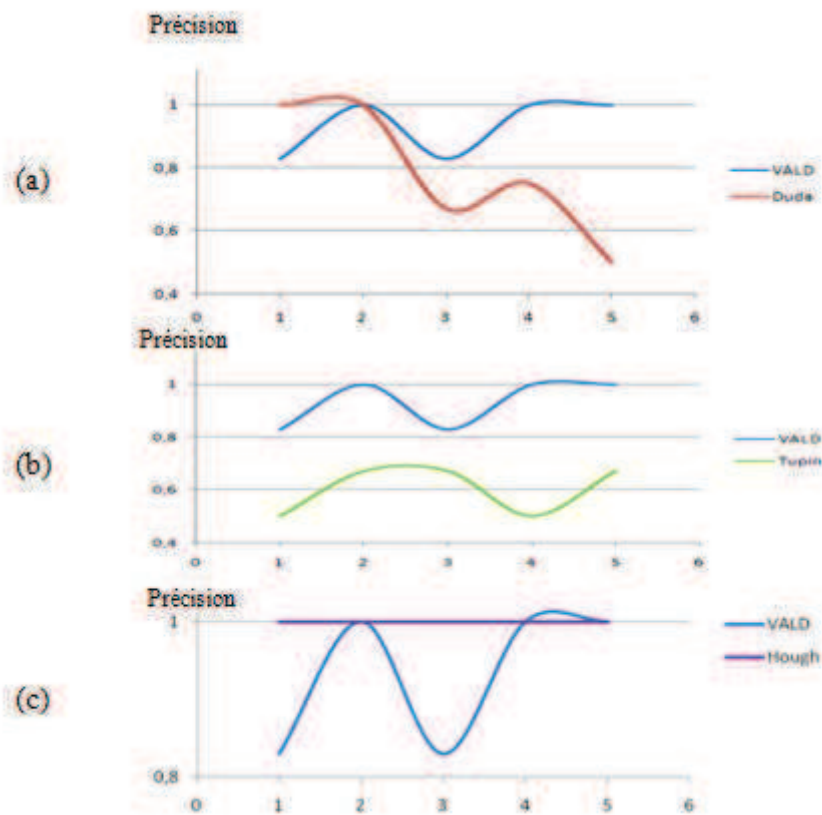 Précision
1
0,8
0,6
0,4
0 1 2 3 4 5 6
(a)
VALD
Duda
Précision
1
0,8
0,6
0,4
0 1 2 3 4 5 6
(b)
VALD
Tupin
Précision
1
0,8
0 1 2 3 4 5 6
(c)
VALD
Hough